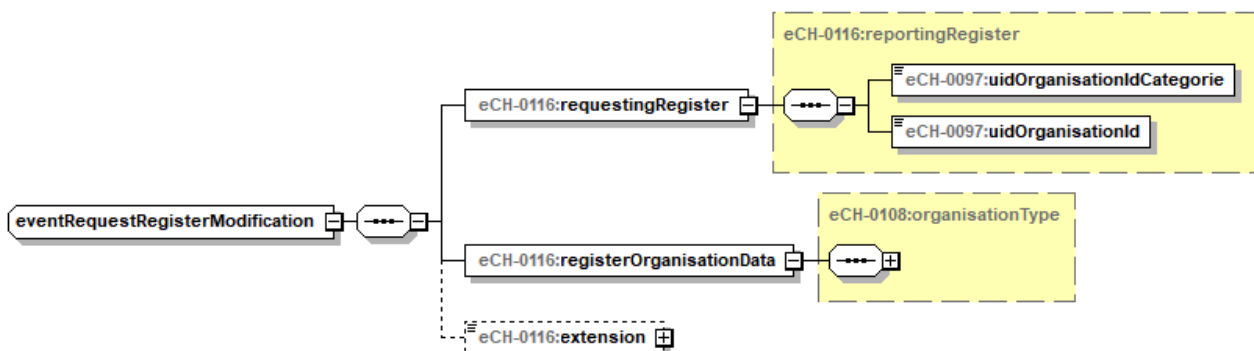 eCH-0116:reportingRegister
eCH-0097:uidOrganisationIdCategorie
eCH-0116:requestingRegister
eCH-0097:uidOrganisationId
eventRequestRegisterModification
eCH-0108:organisationType
eCH-0116:registerOrganisationData
eCH-0116:extension